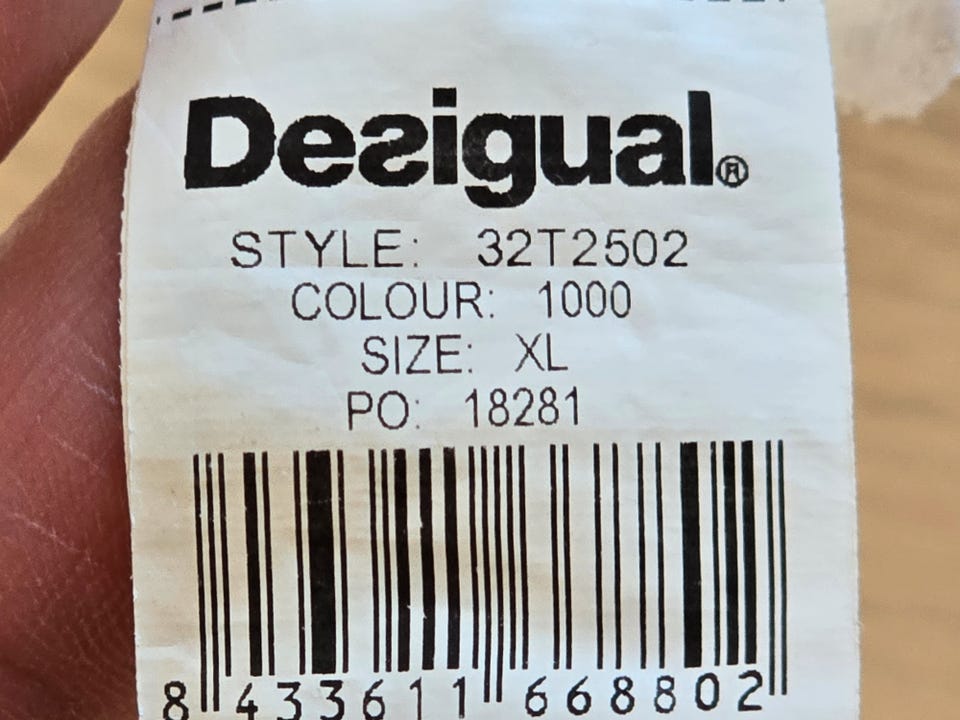 Desigual®
STYLE: 32T2502
COLOUR: 1000
SIZE: XL
PO: 18281
8 433611 668802